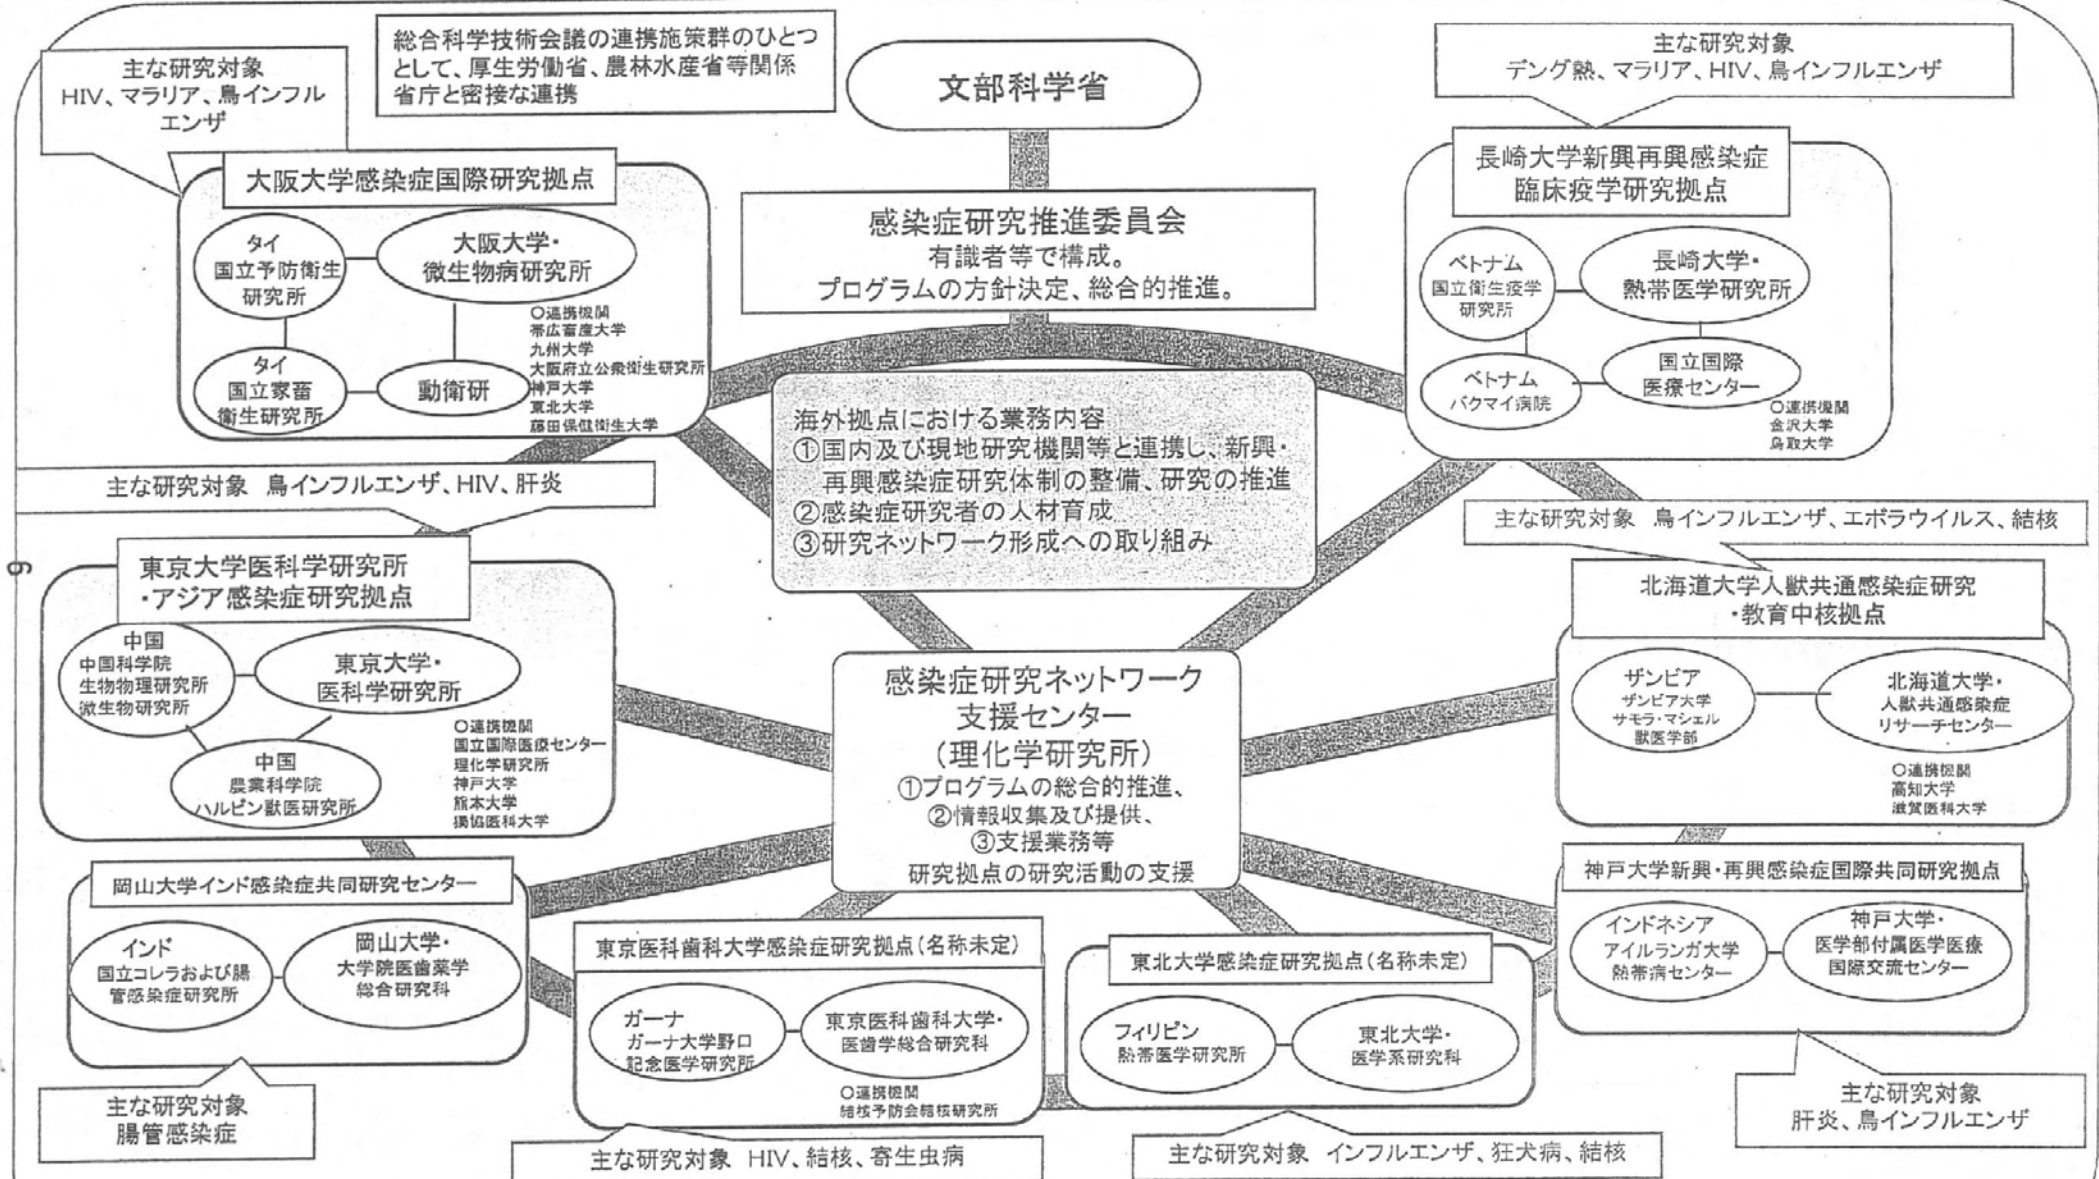 総合科学技術会議の連携施策群のひとつ
として、厚生労働省、農林水産省等関係
省庁と密接な連携
文部科学省
感染症研究推進委員会
有識者等で構成。
プログラムの方針決定、総合的推進。
主な研究対象
HIV、マラリア、鳥インフル
エンザ
大阪大学感染症国際研究拠点
タイ
国立予防衛生
研究所
大阪大学・
微生物病研究所
タイ
国立家畜
衛生研究所
動衛研
○連携機関
帯広畜産大学
九州大学
大阪府立公衆衛生研究所
神戸大学
東北大学
藤田保健衛生大学
主な研究対象
デング熱、マラリア、HIV、鳥インフルエンザ
長崎大学新興再興感染症
臨床疫学研究拠点
ベトナム
国立衛生疫学
研究所
長崎大学・
熱帯医学研究所
ベトナム
バクマイ病院
国立国際
医療センター
○連携機関
金沢大学
鳥取大学
海外拠点における業務内容
①国内及び現地研究機関等と連携し、新興・
再興感染症研究体制の整備、研究の推進
②感染症研究者の人材育成
③研究ネットワーク形成への取り組み
主な研究対象 鳥インフルエンザ、HIV、肝炎
東京大学医科学研究所
・アジア感染症研究拠点
中国
中国科学院
生物物理研究所
微生物研究所
東京大学・
医科学研究所
中国
農業科学院
ハルビン獣医研究所
○連携機関
国立国際医療センター
理化学研究所
神戸大学
熊本大学
獨協医科大学
主な研究対象 鳥インフルエンザ、エボラウイルス、結核
北海道大学人獣共通感染症研究
・教育中核拠点
ザンビア
ザンビア大学
サモラ・マシェル
獣医学部
北海道大学・
人獣共通感染症
リサーチセンター
○連携機関
高知大学
滋賀医科大学
感染症研究ネットワーク
支援センター
(理化学研究所)
①プログラムの総合的推進、
②情報収集及び提供、
③支援業務等
研究拠点の研究活動の支援
岡山大学インド感染症共同研究センター
インド
国立コレラおよび腸
管感染症研究所
岡山大学・
大学院医歯薬学
総合研究科
主な研究対象
腸管感染症
東京医科歯科大学感染症研究拠点(名称未定)
ガーナ
ガーナ大学野口
記念医学研究所
東京医科歯科大学・
医歯学総合研究科
○連携機関
結核予防会結核研究所
主な研究対象 HIV、結核、寄生虫病
東北大学感染症研究拠点(名称未定)
フィリピン
熱帯医学研究所
東北大学・
医学系研究科
主な研究対象 インフルエンザ、狂犬病、結核
神戸大学新興・再興感染症国際共同研究拠点
インドネシア
アイルランガ大学
熱帯病センター
神戸大学・
医学部付属医学医療
国際交流センター
主な研究対象
肝炎、鳥インフルエンザ
9